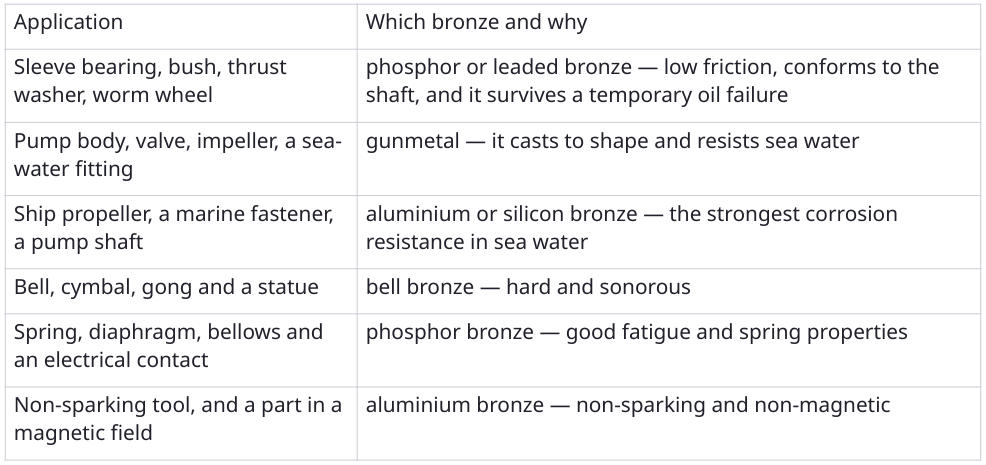 Application
Which bronze and why
Sleeve bearing, bush, thrust
washer, worm wheel
phosphor or leaded bronze — low friction, conforms to the
shaft, and it survives a temporary oil failure
Pump body, valve, impeller, a sea-
water fitting
gunmetal — it casts to shape and resists sea water
Ship propeller, a marine fastener,
a pump shaft
aluminium or silicon bronze — the strongest corrosion
resistance in sea water
Bell, cymbal, gong and a statue
bell bronze — hard and sonorous
Spring, diaphragm, bellows and
an electrical contact
phosphor bronze — good fatigue and spring properties
Non-sparking tool, and a part in a
magnetic field
aluminium bronze — non-sparking and non-magnetic